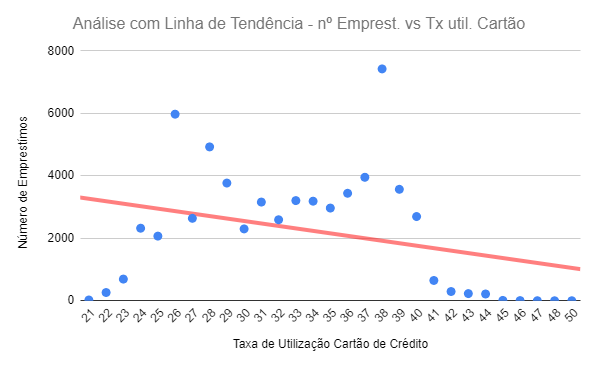 Análise com Linha de Tendência - nº Emprest. vs Tx util. Cartão
8000
6000
4000
2000
0
Número de Emprestimos
21 22 23 24 25 26 27 28 29 30 31 32 33 34 35 36 37 38 39 40 41 42 43 44 45 46 47 48 50
Taxa de Utilização Cartão de Crédito